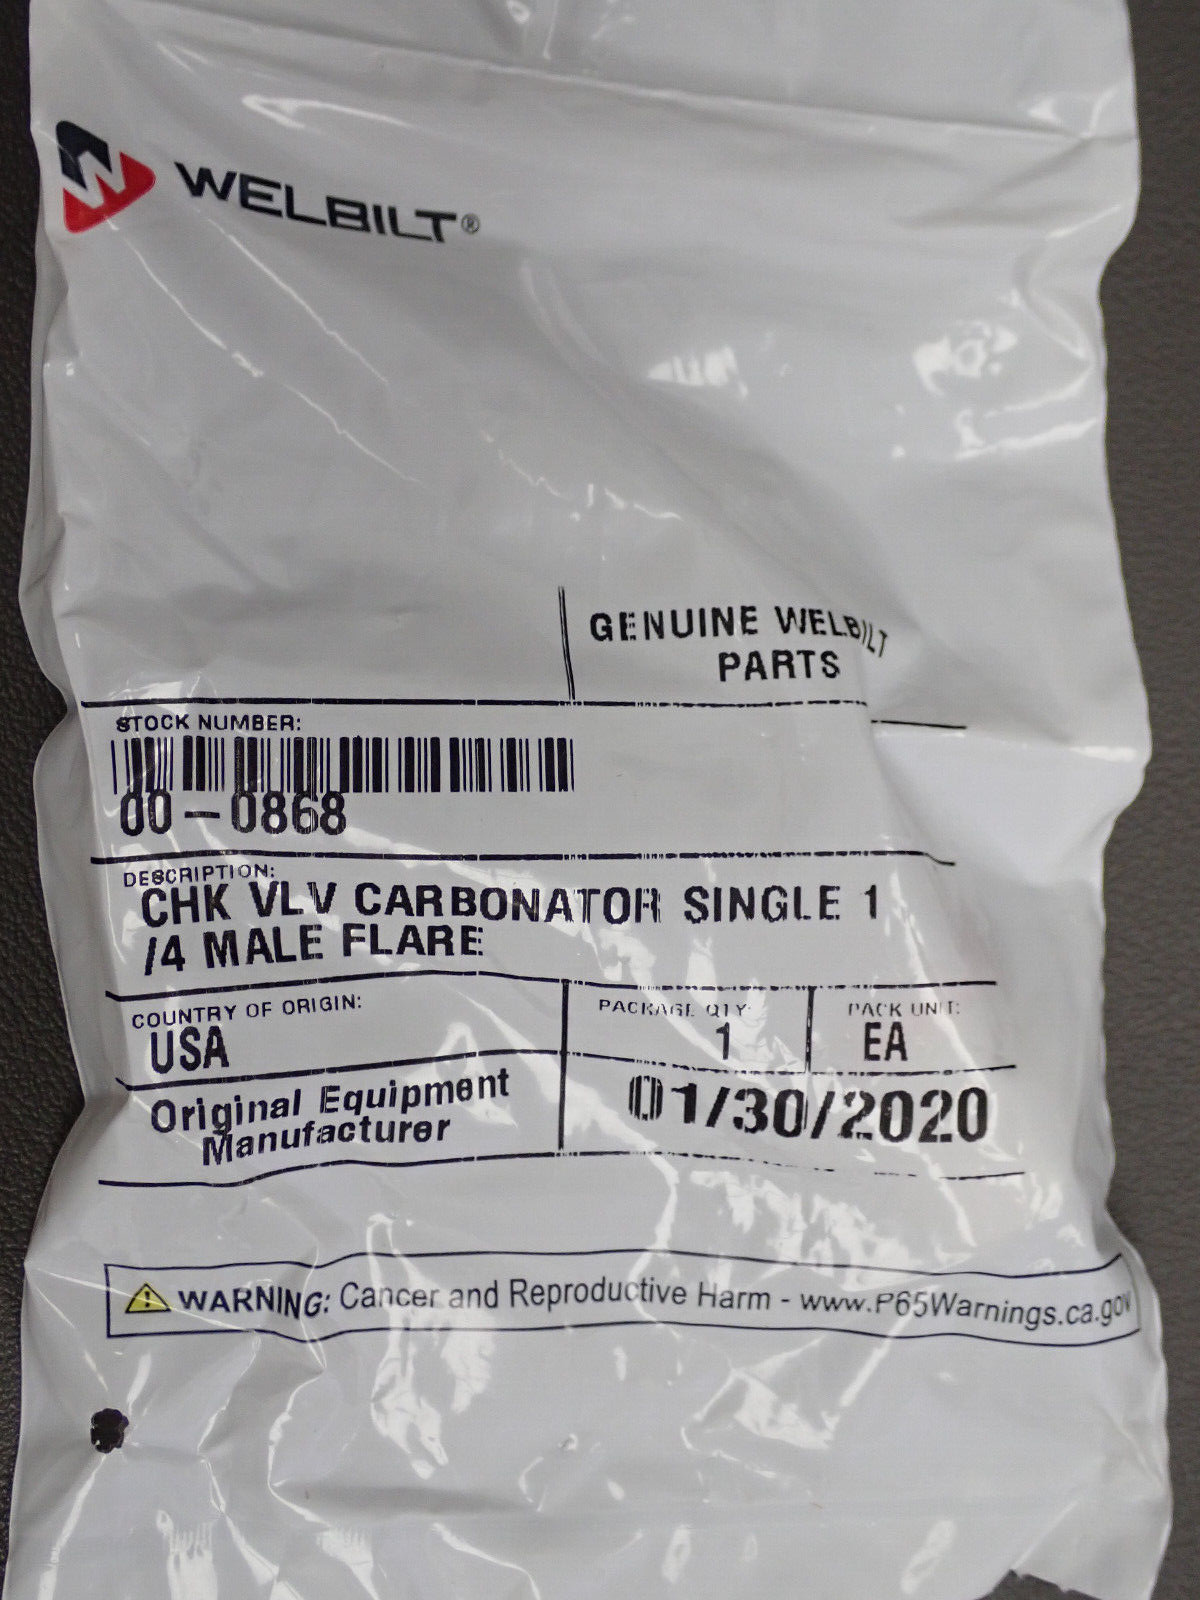 WELBILT®
GENUINE WELBILT
PARTS
STOCK NUMBER:
00-0868
DESCRIPTION:
CHK VLV CARBONATOR SINGLE 1
/4 MALE FLARE
COUNTRY OF ORIGIN:
USA
PACKAGE QTY:
1
PACK UNIT:
EA
Original Equipment
Manufacturer
01/30/2020
WARNING: Cancer and Reproductive Harm - www.P65Warnings.ca.gov